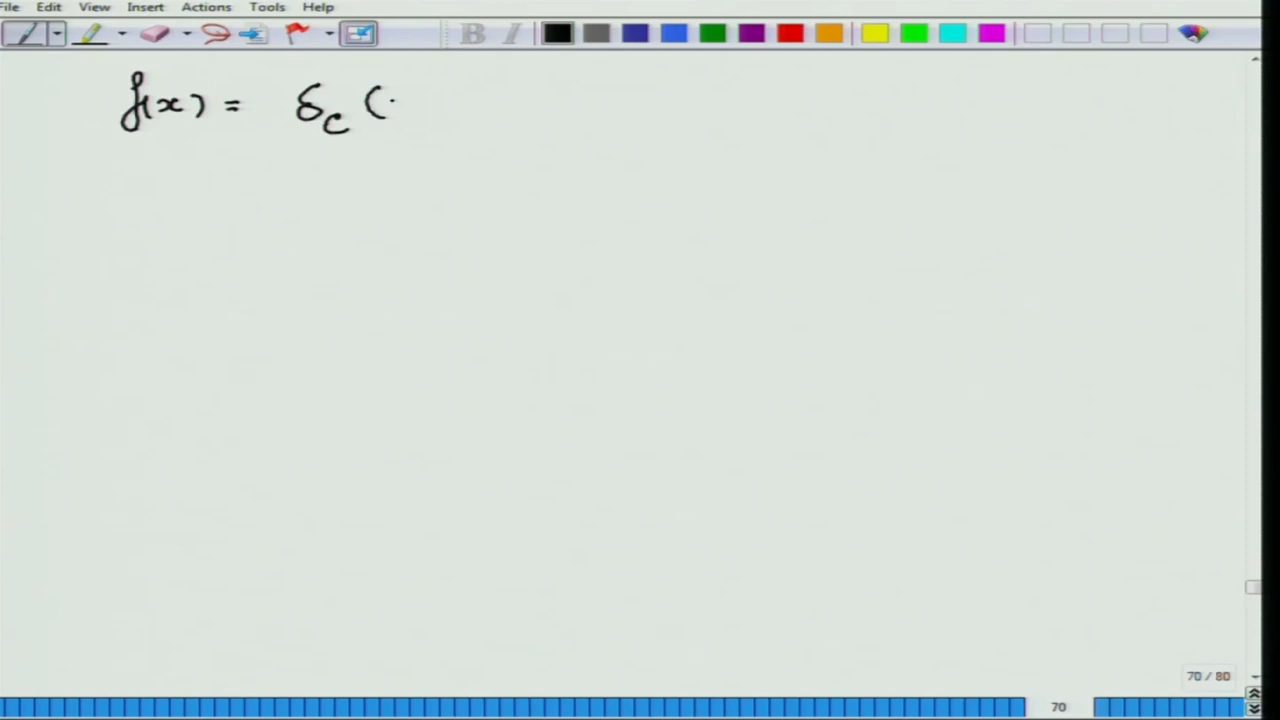 File Edit View Insert Actions Tools Help
B I
f(x) = δ_C (
70 / 80
70